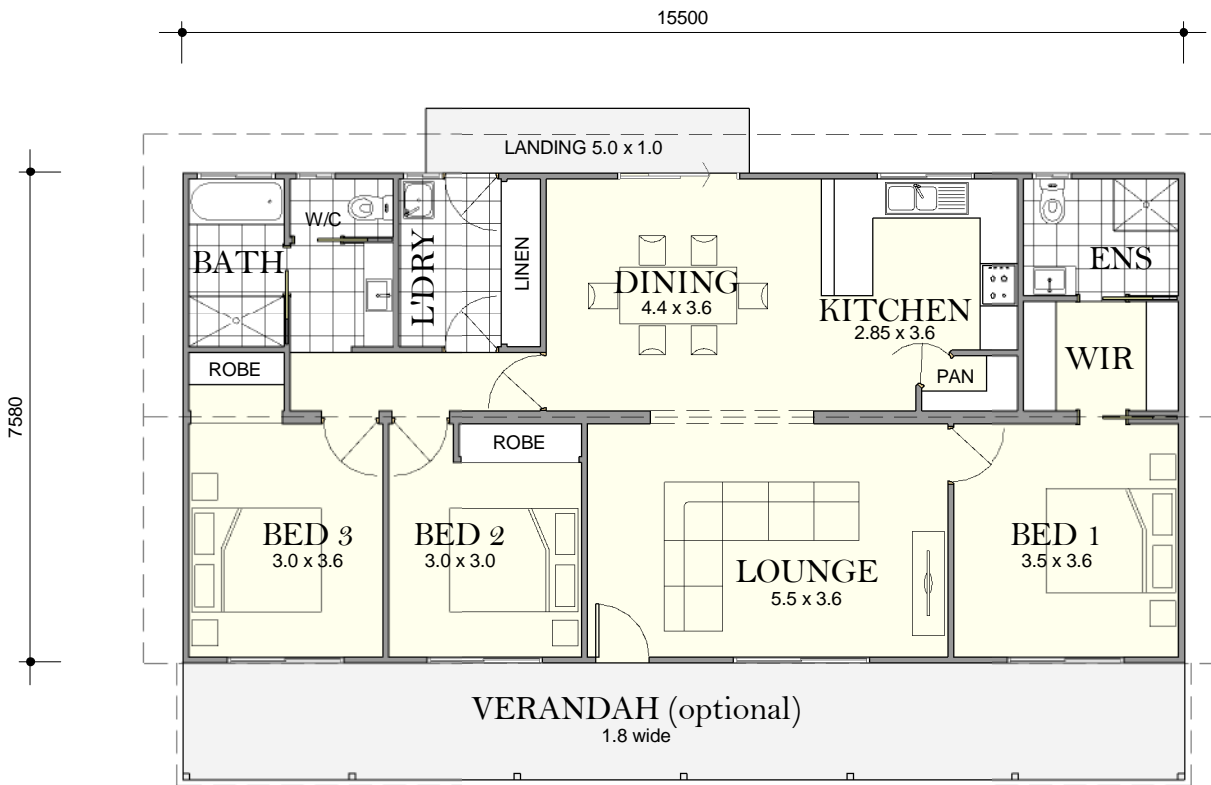 15500
7580
LANDING 5.0 x 1.0
W/C
BATH
L'DRY
LINEN
DINING
4.4 x 3.6
KITCHEN
2.85 x 3.6
ENS
WIR
PAN
ROBE
ROBE
BED 3
3.0 x 3.6
BED 2
3.0 x 3.0
LOUNGE
5.5 x 3.6
BED 1
3.5 x 3.6
VERANDAH (optional)
1.8 wide